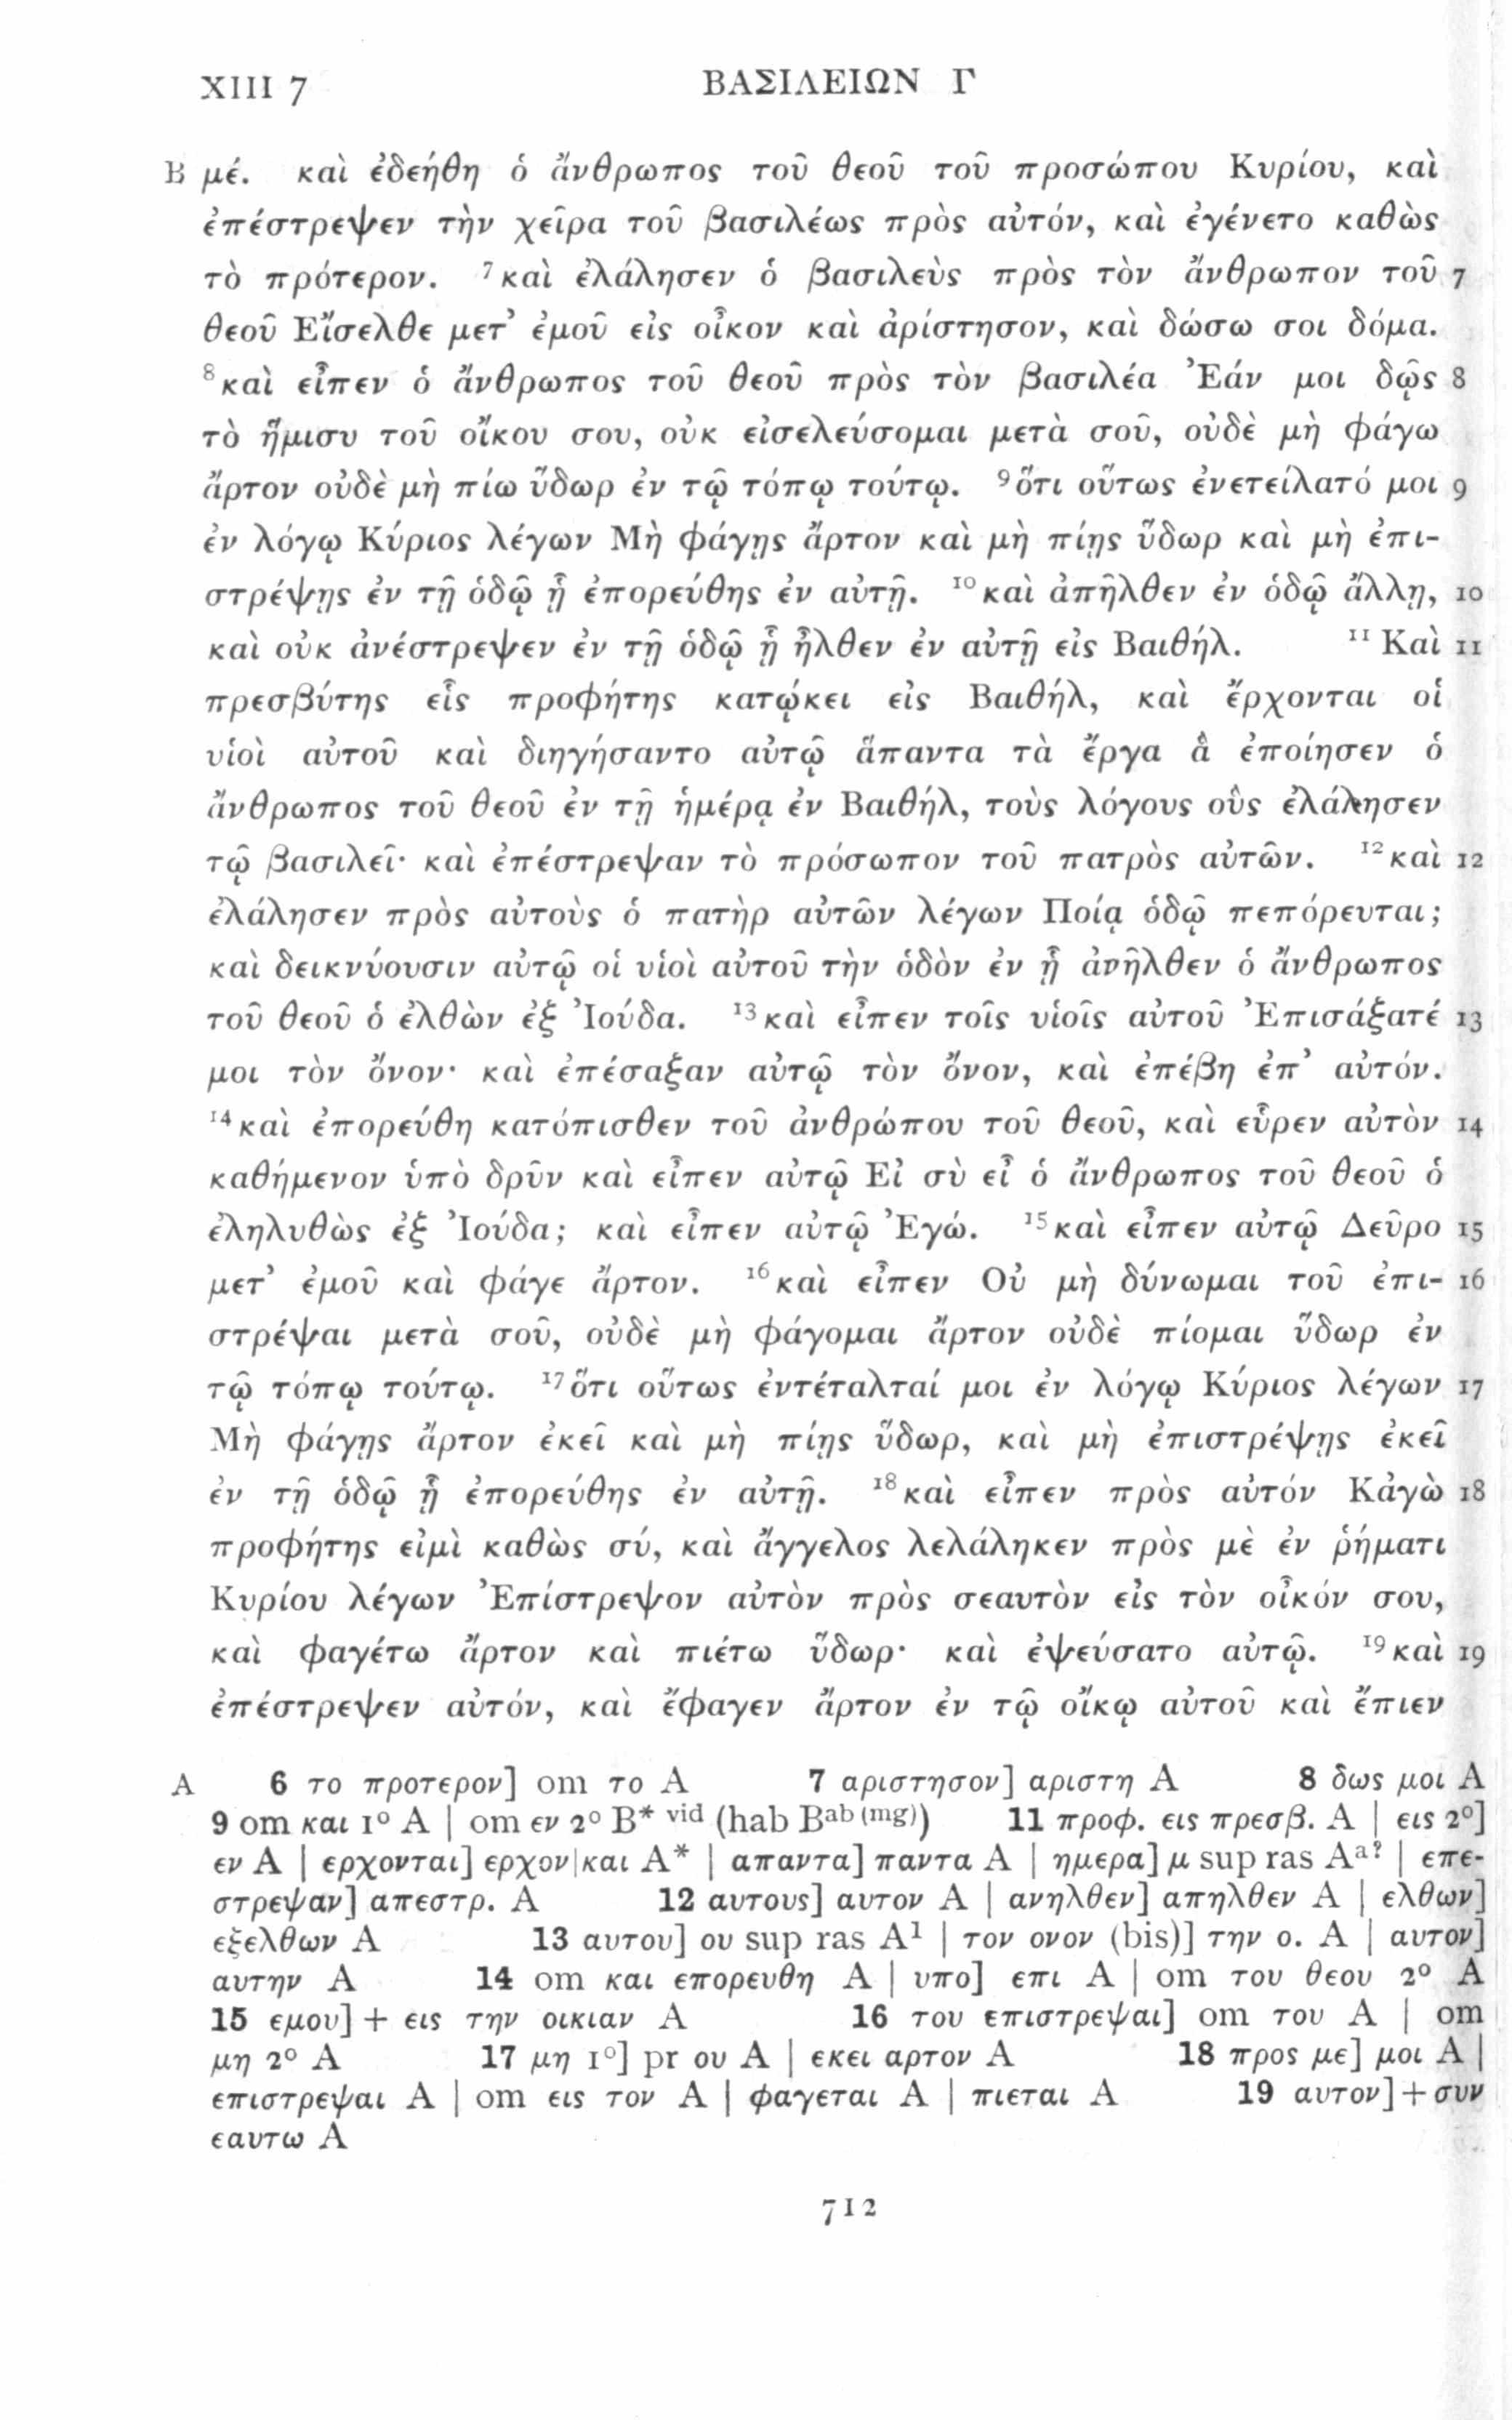 XIII 7 ΒΑΣΙΛΕΙΩΝ Γ
B μέ. καὶ ἐδεήθη ὁ ἄνθρωπος τοῦ θεοῦ τοῦ προσώπου Κυρίου, καὶ
ἐπέστρεψεν τὴν χεῖρα τοῦ βασιλέως πρὸς αὐτόν, καὶ ἐγένετο καθὼς
τὸ πρότερον. ⁷καὶ ἐλάλησεν ὁ βασιλεὺς πρὸς τὸν ἄνθρωπον τοῦ 7
θεοῦ Εἴσελθε μετ᾽ ἐμοῦ εἰς οἶκον καὶ ἀρίστησον, καὶ δώσω σοι δόμα.
⁸καὶ εἶπεν ὁ ἄνθρωπος τοῦ θεοῦ πρὸς τὸν βασιλέα Ἐάν μοι δῷς 8
τὸ ἥμισυ τοῦ οἴκου σου, οὐκ εἰσελεύσομαι μετὰ σοῦ, οὐδὲ μὴ φάγω
ἄρτον οὐδὲ μὴ πίω ὕδωρ ἐν τῷ τόπῳ τούτῳ. ⁹ὅτι οὕτως ἐνετείλατό μοι 9
ἐν λόγῳ Κύριος λέγων Μὴ φάγῃς ἄρτον καὶ μὴ πίῃς ὕδωρ καὶ μὴ ἐπι-
στρέψῃς ἐν τῇ ὁδῷ ᾗ ἐπορεύθης ἐν αὐτῇ. ¹⁰καὶ ἀπῆλθεν ἐν ὁδῷ ἄλλῃ, 10
καὶ οὐκ ἀνέστρεψεν ἐν τῇ ὁδῷ ᾗ ἦλθεν ἐν αὐτῇ εἰς Βαιθήλ. ¹¹Καὶ 11
πρεσβύτης εἷς προφήτης κατῴκει εἰς Βαιθήλ, καὶ ἔρχονται οἱ
υἱοὶ αὐτοῦ καὶ διηγήσαντο αὐτῷ ἅπαντα τὰ ἔργα ἃ ἐποίησεν ὁ
ἄνθρωπος τοῦ θεοῦ ἐν τῇ ἡμέρᾳ ἐν Βαιθήλ, τοὺς λόγους οὓς ἐλάλησεν
τῷ βασιλεῖ· καὶ ἐπέστρεψαν τὸ πρόσωπον τοῦ πατρὸς αὐτῶν. ¹²καὶ 12
ἐλάλησεν πρὸς αὐτοὺς ὁ πατὴρ αὐτῶν λέγων Ποίᾳ ὁδῷ πεπόρευται;
καὶ δεικνύουσιν αὐτῷ οἱ υἱοὶ αὐτοῦ τὴν ὁδὸν ἐν ᾗ ἀνῆλθεν ὁ ἄνθρωπος
τοῦ θεοῦ ὁ ἐλθὼν ἐξ Ἰούδα. ¹³καὶ εἶπεν τοῖς υἱοῖς αὐτοῦ Ἐπισάξατέ 13
μοι τὸν ὄνον· καὶ ἐπέσαξαν αὐτῷ τὸν ὄνον, καὶ ἐπέβη ἐπ᾽ αὐτόν.
¹⁴καὶ ἐπορεύθη κατόπισθεν τοῦ ἀνθρώπου τοῦ θεοῦ, καὶ εὗρεν αὐτὸν 14
καθήμενον ὑπὸ δρῦν καὶ εἶπεν αὐτῷ Εἰ σὺ εἶ ὁ ἄνθρωπος τοῦ θεοῦ ὁ
ἐληλυθὼς ἐξ Ἰούδα; καὶ εἶπεν αὐτῷ Ἐγώ. ¹⁵καὶ εἶπεν αὐτῷ Δεῦρο 15
μετ᾽ ἐμοῦ καὶ φάγε ἄρτον. ¹⁶καὶ εἶπεν Οὐ μὴ δύνωμαι τοῦ ἐπι- 16
στρέψαι μετὰ σοῦ, οὐδὲ μὴ φάγομαι ἄρτον οὐδὲ πίομαι ὕδωρ ἐν
τῷ τόπῳ τούτῳ. ¹⁷ὅτι οὕτως ἐντέταλταί μοι ἐν λόγῳ Κύριος λέγων 17
Μὴ φάγῃς ἄρτον ἐκεῖ καὶ μὴ πίῃς ὕδωρ, καὶ μὴ ἐπιστρέψῃς ἐκεῖ
ἐν τῇ ὁδῷ ᾗ ἐπορεύθης ἐν αὐτῇ. ¹⁸καὶ εἶπεν πρὸς αὐτόν Κἀγὼ 18
προφήτης εἰμὶ καθὼς σύ, καὶ ἄγγελος λελάληκεν πρὸς μὲ ἐν ῥήματι
Κυρίου λέγων Ἐπίστρεψον αὐτὸν πρὸς σεαυτὸν εἰς τὸν οἶκόν σου,
καὶ φαγέτω ἄρτον καὶ πιέτω ὕδωρ· καὶ ἐψεύσατο αὐτῷ. ¹⁹καὶ 19
ἐπέστρεψεν αὐτόν, καὶ ἔφαγεν ἄρτον ἐν τῷ οἴκῳ αὐτοῦ καὶ ἔπιεν
A 6 το προτερον] om το A 7 αριστησον] αριστη A 8 δως μοι A
9 om και 1⁰ A | om εν 2⁰ B* vid (hab Bab (mg)) 11 προφ. εις πρεσβ. A | εις 2⁰]
εν A | ερχονται] ερχον|και A* | απαντα] παντα A | ημερα] μ sup ras Aa? | επε-
στρεψαν] απεστρ. A 12 αυτους] αυτον A | ανηλθεν] απηλθεν A | ελθων]
εξελθων A 13 αυτου] ου sup ras A¹ | τον ονον (bis)] την ο. A | αυτον]
αυτην A 14 om και επορευθη A | υπο] επι A | om του θεου 2⁰ A
15 εμου] + εις την οικιαν A 16 του επιστρεψαι] om του A | om
μη 2⁰ A 17 μη 1⁰] pr ου A | εκει αρτον A 18 προς με] μοι A |
επιστρεψαι A | om εις τον A | φαγεται A | πιεται A 19 αυτον] + συν
εαυτω A
712